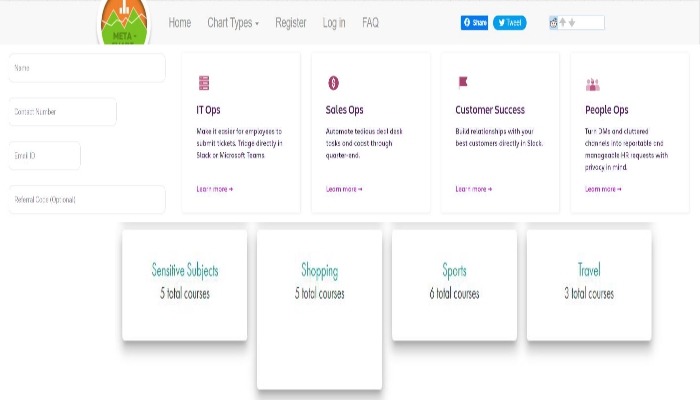 META -
Home
Chart Types
Register
Log in
FAQ
Share
Tweet
Name
Contact Number
Email ID
Referral Code (Optional)
IT Ops
Make it easier for employees to
submit tickets. Triage directly in
Slack or Microsoft Teams.
Learn more →
Sales Ops
Automate tedious deal desk
tasks and coast through
quarter-end.
Learn more →
Customer Success
Build relationships with your
best customers directly in Slack.
Learn more →
People Ops
Turn DMs and cluttered
channels into reportable and
manageable HR requests with
privacy in mind.
Learn more →
Sensitive Subjects
5 total courses
Shopping
5 total courses
Sports
6 total courses
Travel
3 total courses